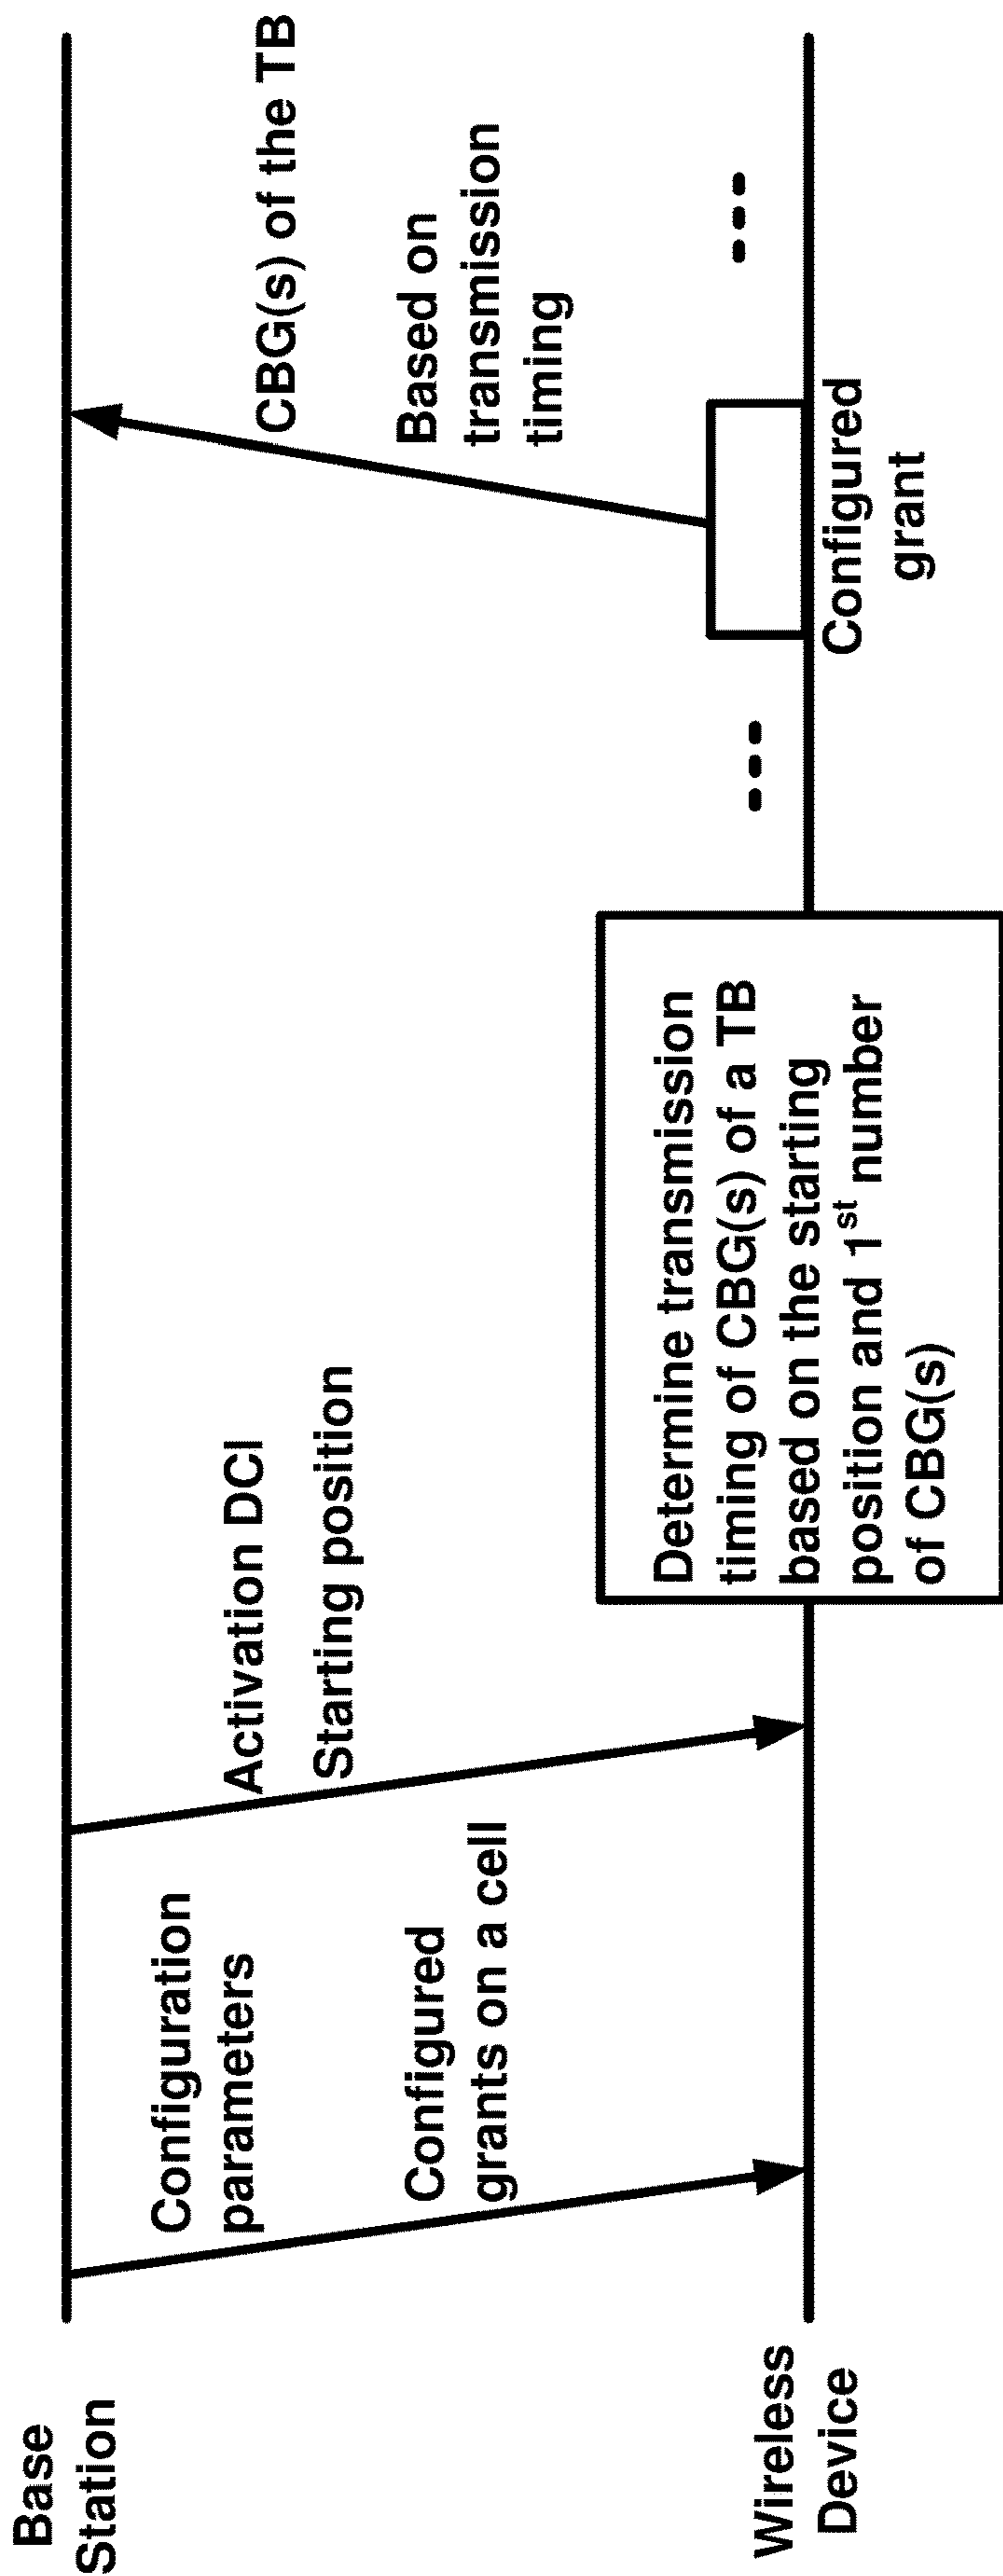 Base
Station
Configuration
parameters
Configured
grants on a cell
Activation DCI
Starting position
CBG(s) of the TB
Based on
transmission
timing
Determine transmission
timing of CBG(s) of a TB
based on the starting
position and 1st number
of CBG(s)
Configured
grant
Wireless
Device